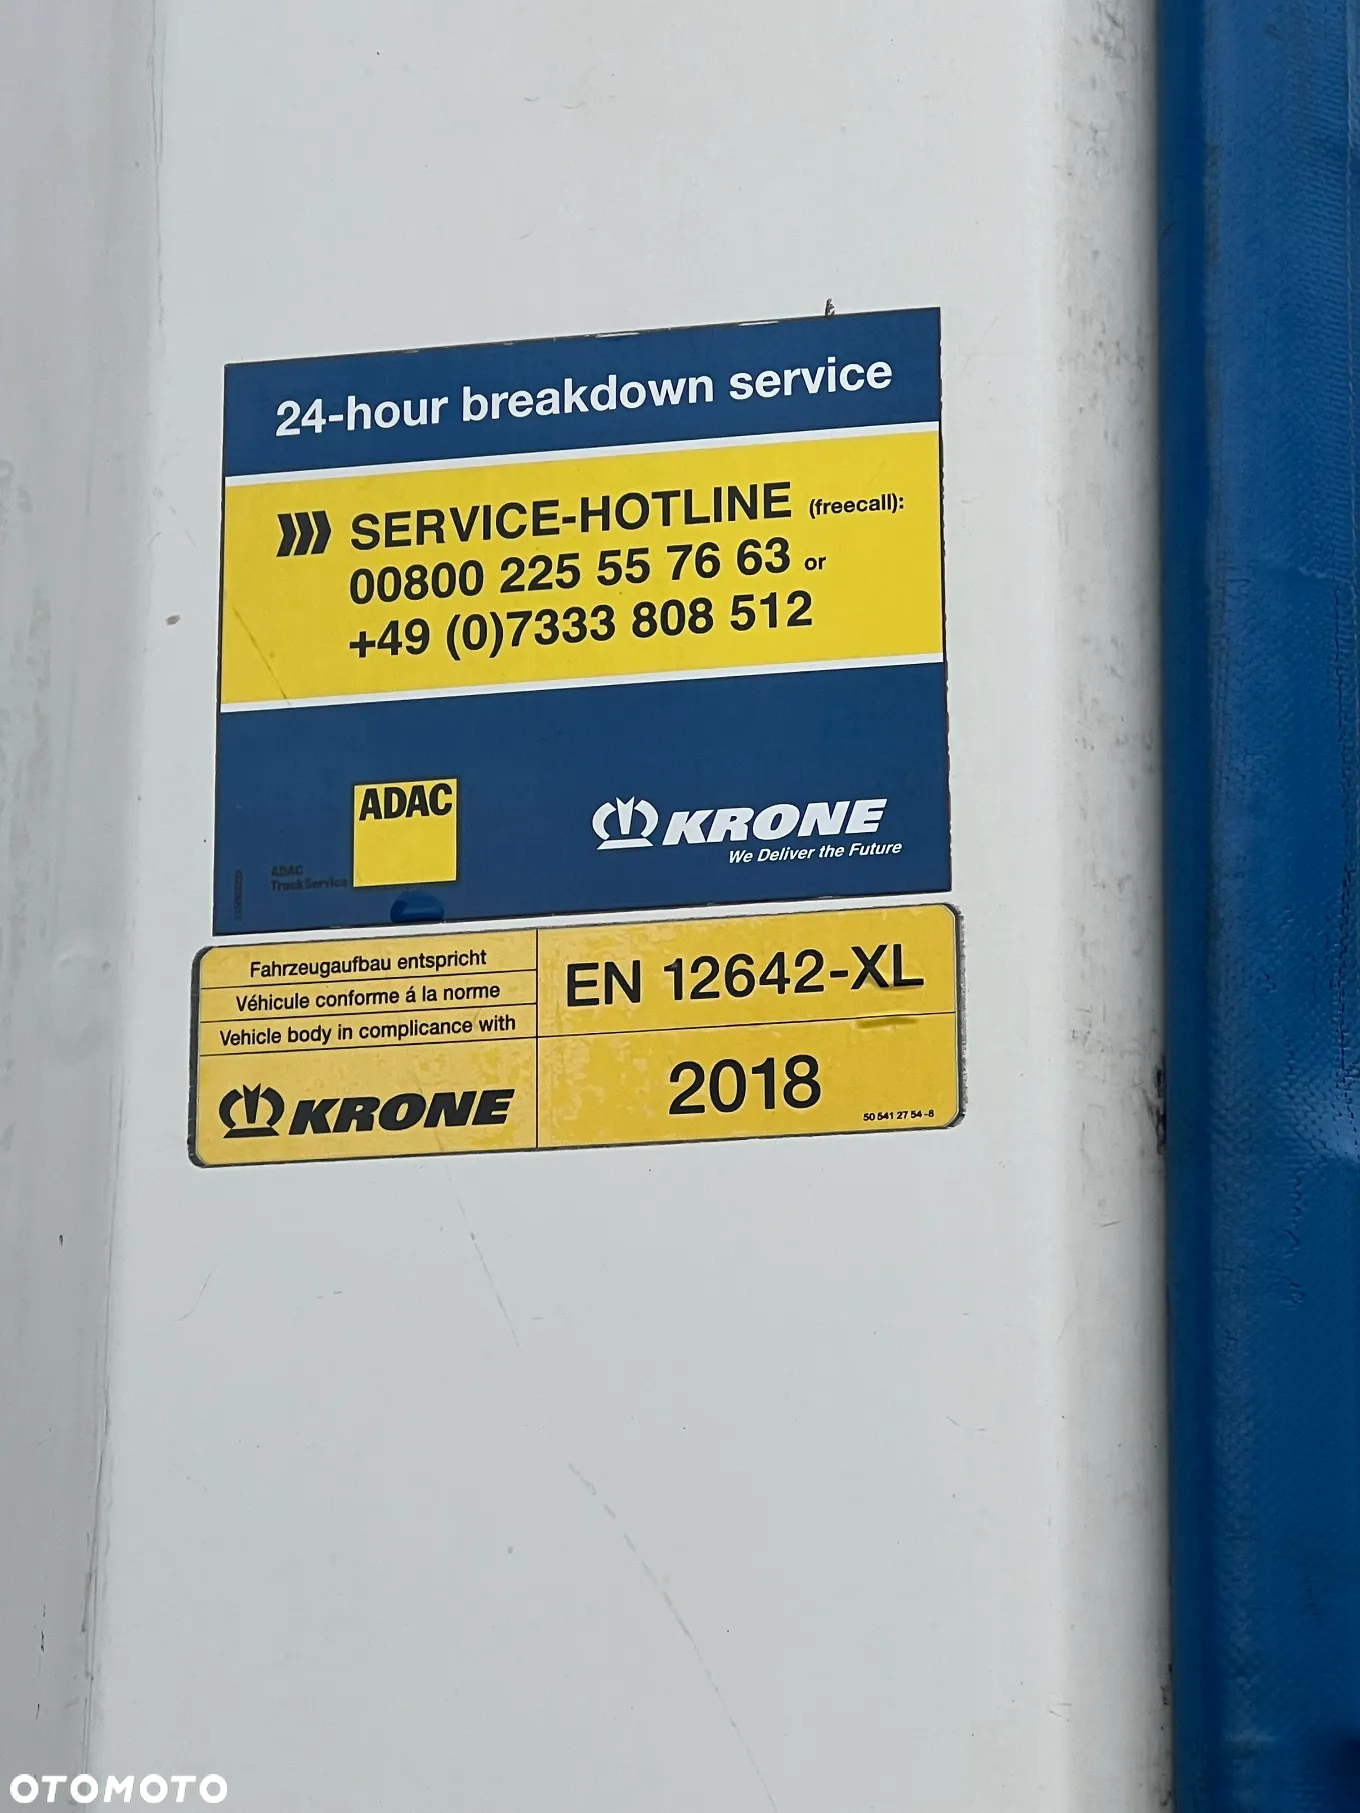 24-hour breakdown service
SERVICE-HOTLINE (freecall):
00800 225 55 76 63 or
+49 (0)7333 808 512
ADAC
ADAC
TruckService
KRONE
We Deliver the Future
Fahrzeugaufbau entspricht
Véhicule conforme á la norme
Vehicle body in complicance with
KRONE
EN 12642-XL
2018
50 541 27 54-8
OTOMOTO